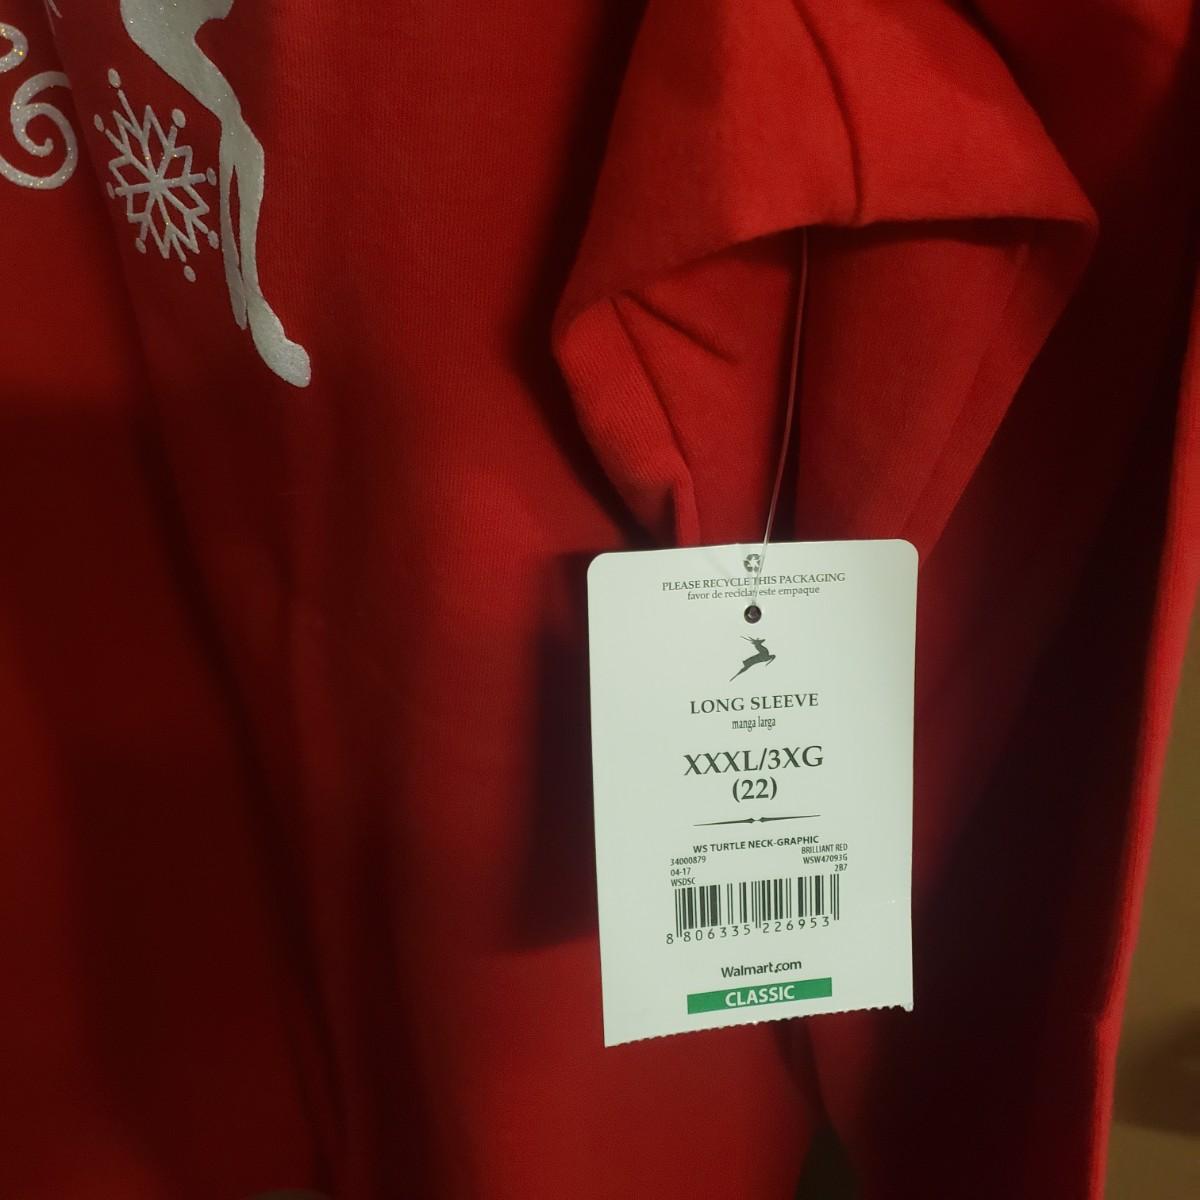 PLEASE RECYCLE THIS PACKAGING
favor de reciclar este empaque
LONG SLEEVE
manga larga
XXXL/3XG
(22)
WS TURTLE NECK-GRAPHIC
34000879 BRILLIANT RED
04-17 WSW47093G
WSDSC 2B7
8 806335 226953
Walmart.com
CLASSIC